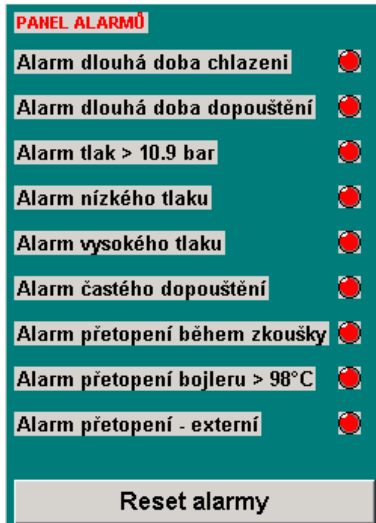 PANEL ALARMŮ
Alarm dlouhá doba chlazeni
Alarm dlouhá doba dopouštění
Alarm tlak > 10.9 bar
Alarm nízkého tlaku
Alarm vysokého tlaku
Alarm častého dopouštění
Alarm přetopení během zkoušky
Alarm přetopení bojleru > 98°C
Alarm přetopení - externí
Reset alarmy